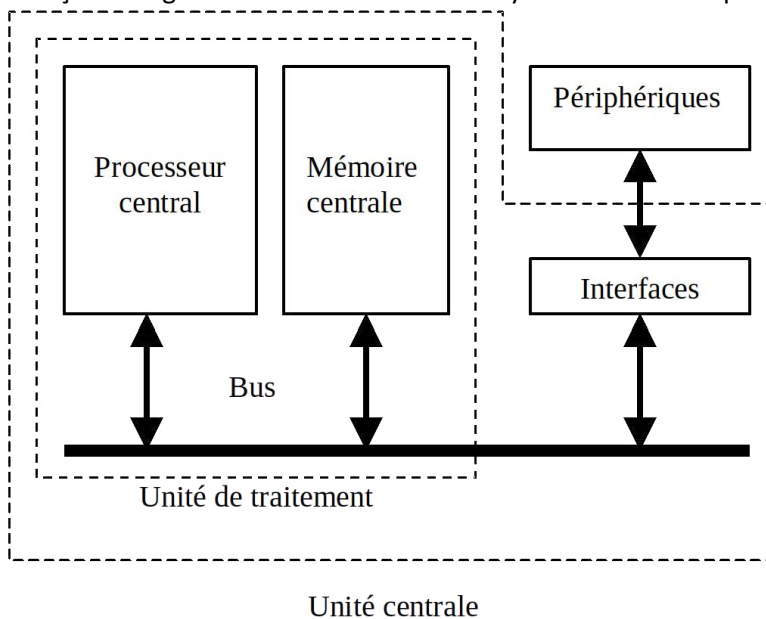 Périphériques
Processeur
central
Mémoire
centrale
Interfaces
Bus
Unité de traitement
Unité centrale